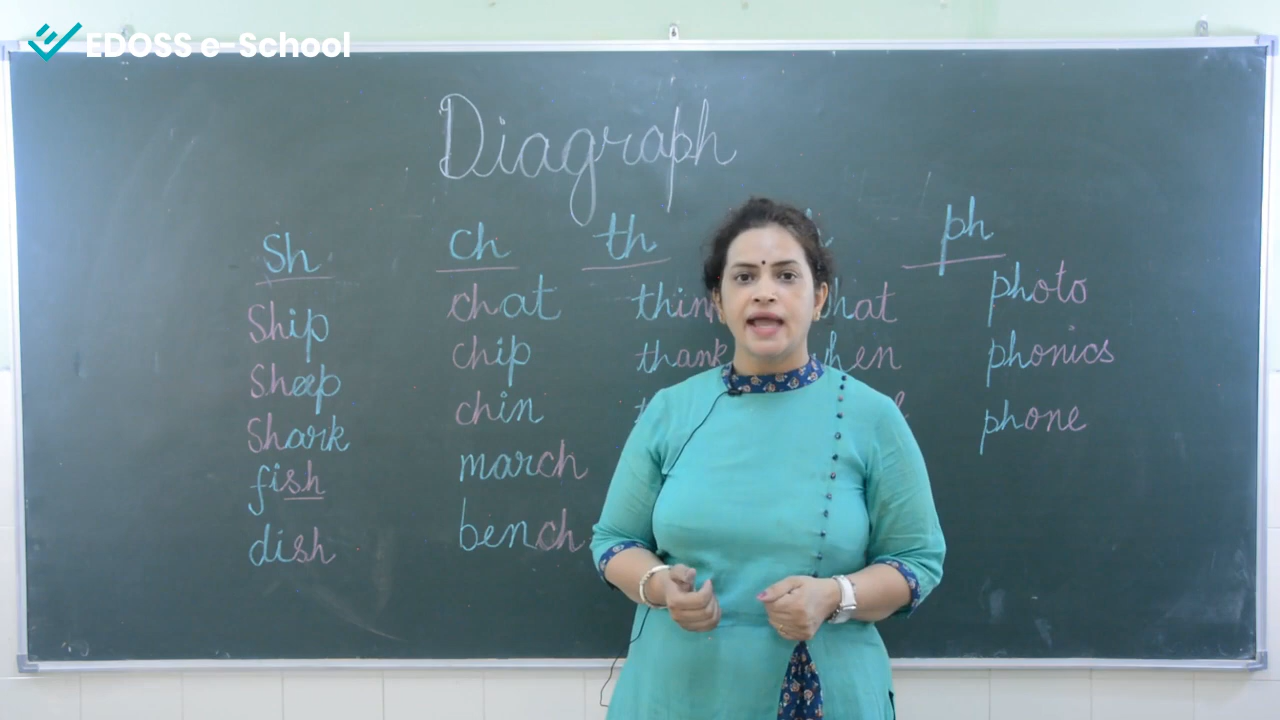 EDOSS e-School
Diagraph
Sh ch th ph
Ship chat photo
Sheep chip thank when phonics
Shark chin phone
fish march
dish bench